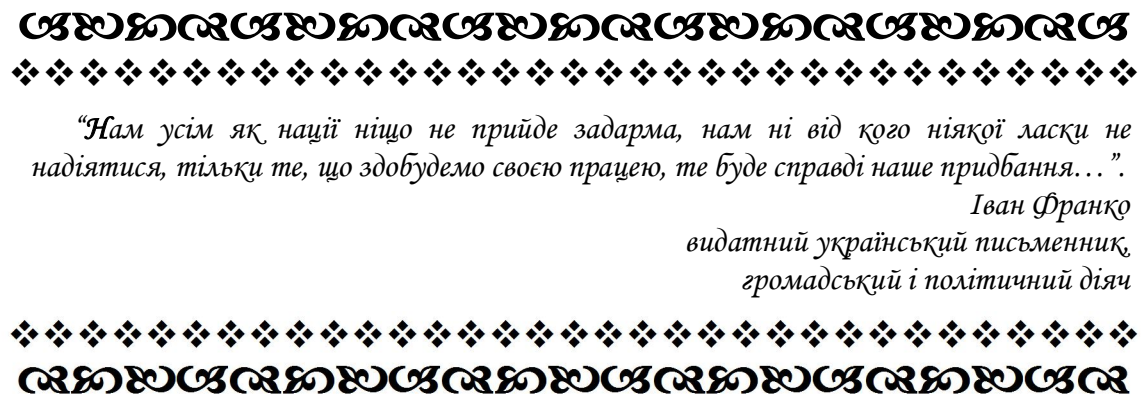 “Нам усім як нації ніщо не прийде задарма, нам ні від кого ніякої ласки не
надіятися, тільки те, що здобудемо своєю працею, те буде справді наше придбання…”.
Іван Франко
видатний український письменник,
громадський і політичний діяч